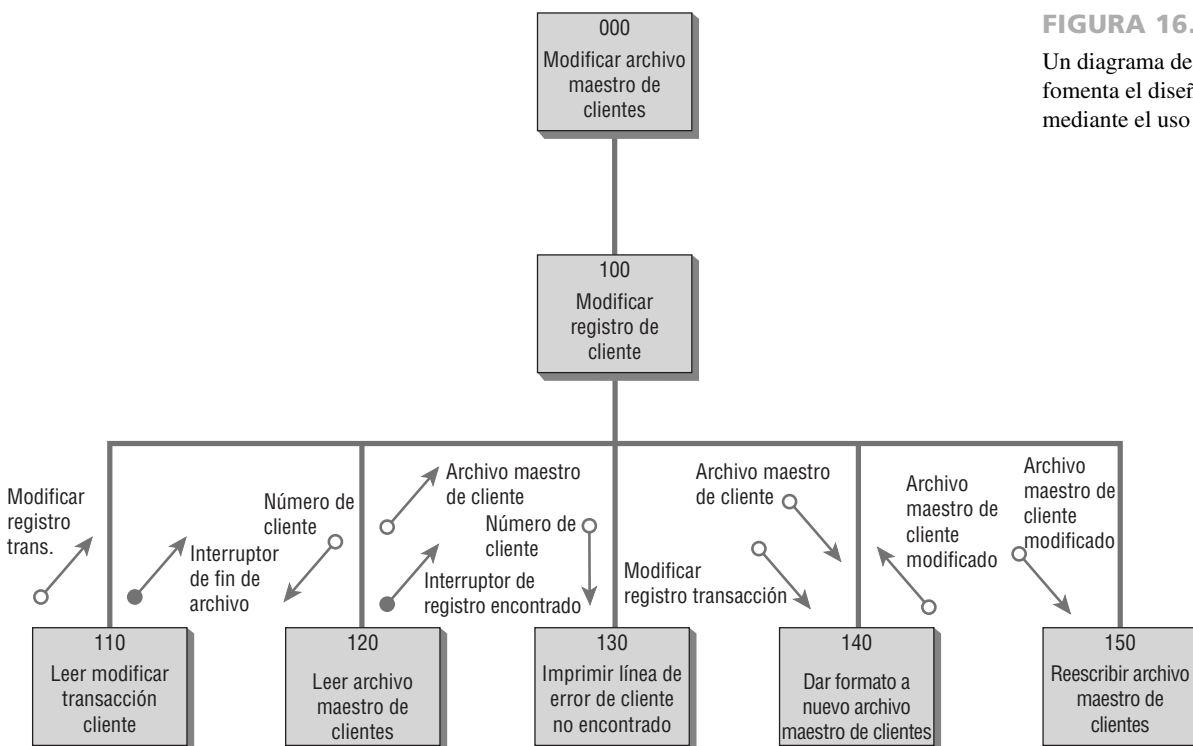 FIGURA 16.
Un diagrama de
fomenta el diseñ
mediante el uso
000
Modificar archivo
maestro de
clientes
100
Modificar
registro de
cliente
Modificar
registro
trans.
Interruptor
de fin de
archivo
Número de
cliente
Archivo maestro
de cliente
Interruptor de
registro encontrado
Número de
cliente
Modificar
registro transacción
Archivo maestro
de cliente
Archivo
maestro de
cliente
modificado
Archivo
maestro de
cliente
modificado
110
Leer modificar
transacción
cliente
120
Leer archivo
maestro de
clientes
130
Imprimir línea de
error de cliente
no encontrado
140
Dar formato a
nuevo archivo
maestro de clientes
150
Reescribir archivo
maestro de
clientes